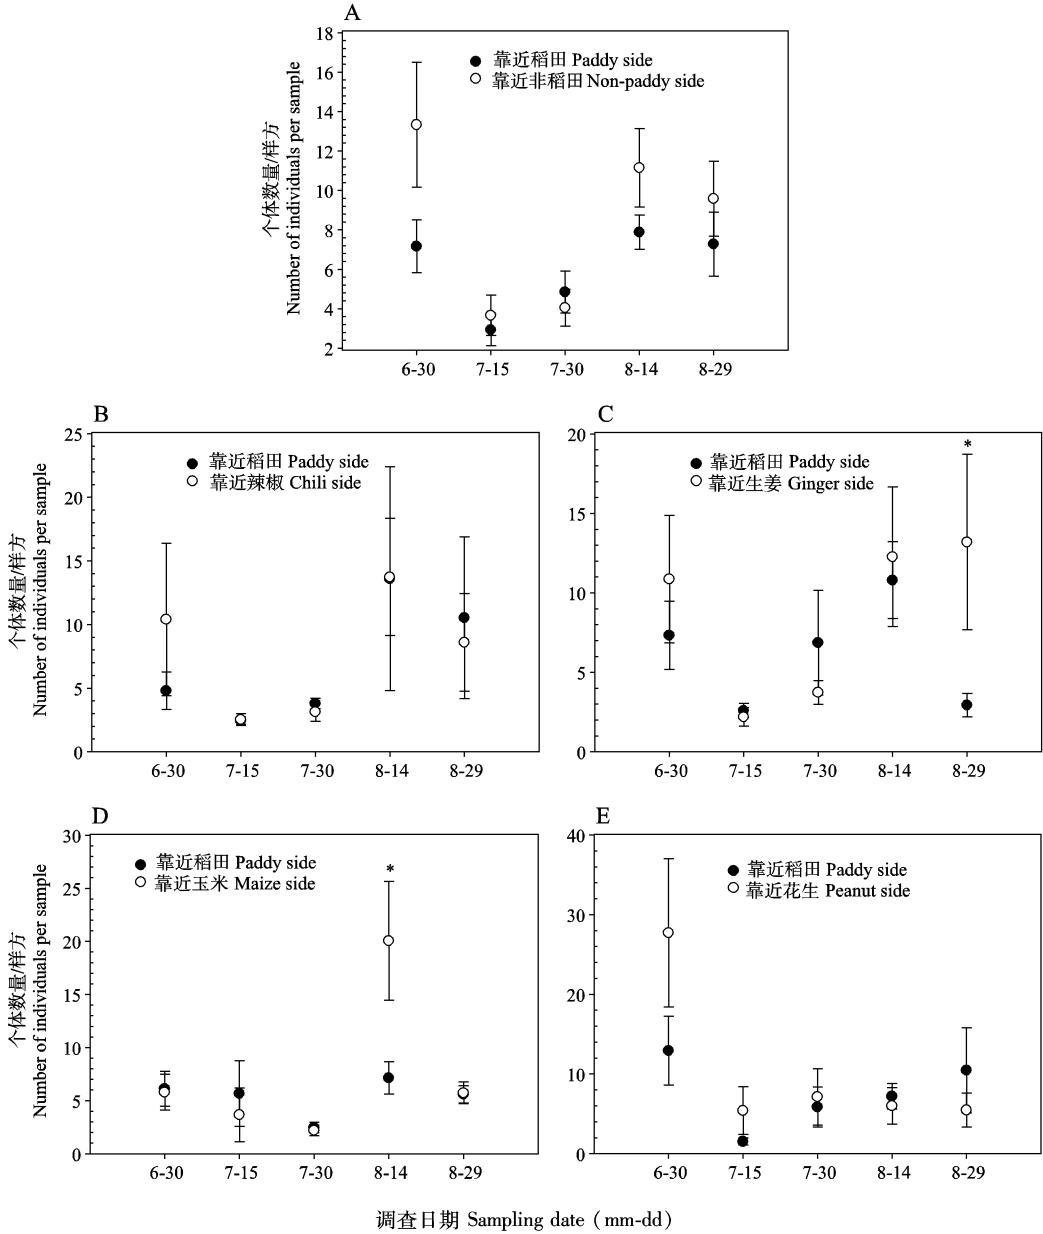 A
18
16
14
12
10
8
6
4
2
个体数量/样方
Number of individuals per sample
靠近稻田 Paddy side
靠近非稻田 Non-paddy side
6-30 7-15 7-30 8-14 8-29
B
25
20
15
10
5
0
个体数量/样方
Number of individuals per sample
靠近稻田 Paddy side
靠近辣椒 Chili side
6-30 7-15 7-30 8-14 8-29
C
20
15
10
5
0
靠近稻田 Paddy side
靠近生姜 Ginger side
*
6-30 7-15 7-30 8-14 8-29
D
30
25
20
15
10
5
0
个体数量/样方
Number of individuals per sample
靠近稻田 Paddy side
靠近玉米 Maize side
*
6-30 7-15 7-30 8-14 8-29
E
40
30
20
10
0
靠近稻田 Paddy side
靠近花生 Peanut side
6-30 7-15 7-30 8-14 8-29
调查日期 Sampling date (mm-dd)